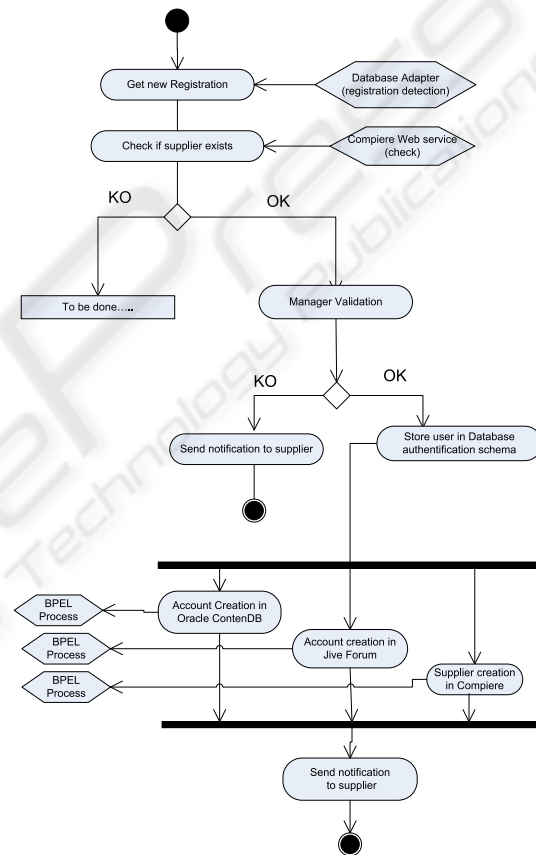 Get new Registration
Database Adapter
(registration detection)
Check if supplier exists
Compiere Web service
(check)
KO
OK
To be done.....
Manager Validation
KO
OK
Send notification to supplier
Store user in Database
authentification schema
BPEL
Process
Account Creation in
Oracle ContenDB
BPEL
Process
Account creation in
Jive Forum
BPEL
Process
Supplier creation
in Compiere
Send notification
to supplier